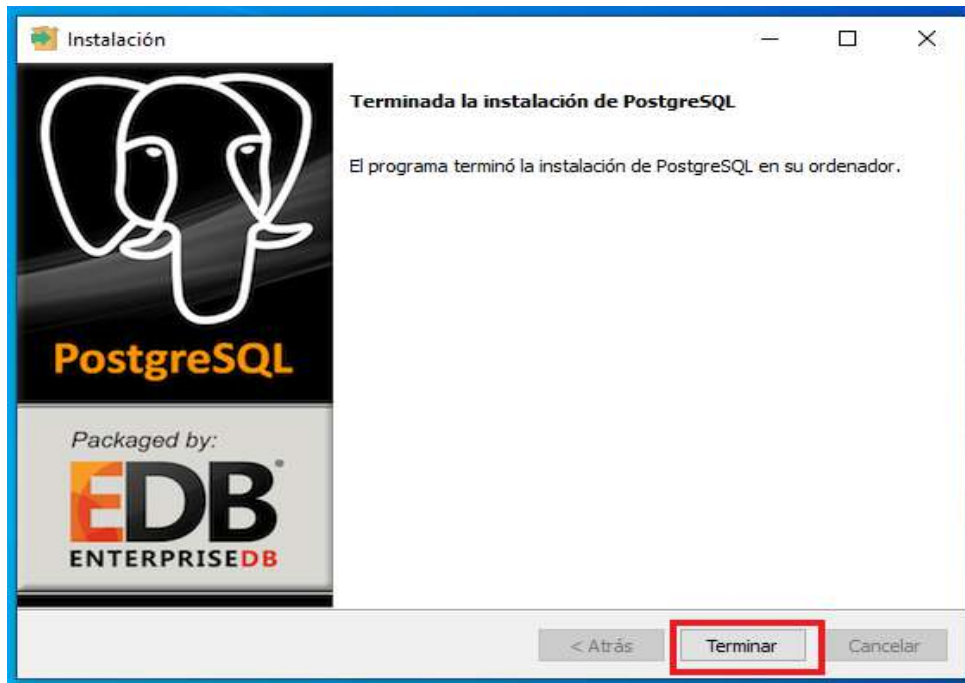 Instalación
Terminada la instalación de PostgreSQL
El programa terminó la instalación de PostgreSQL en su ordenador.
PostgreSQL
Packaged by:
EDB
ENTERPRISEDB
< Atrás
Terminar
Cancelar